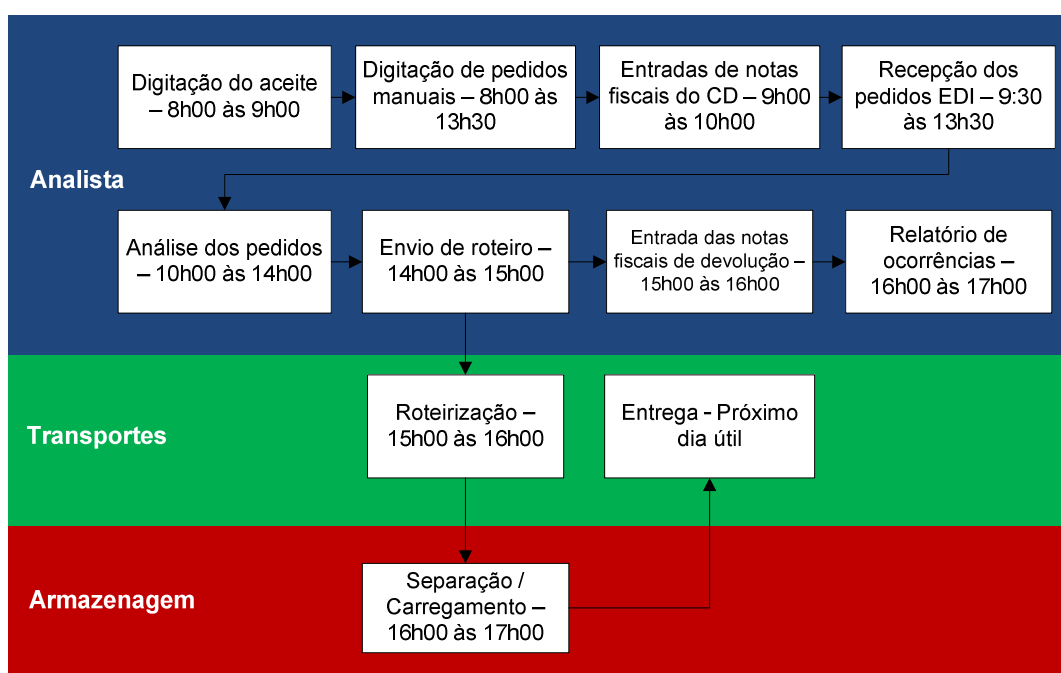 Digitação do aceite
– 8h00 às 9h00
Digitação de pedidos
manuais – 8h00 às
13h30
Entradas de notas
fiscais do CD – 9h00
às 10h00
Recepção dos
pedidos EDI – 9:30
às 13h30
Analista
Análise dos pedidos
– 10h00 às 14h00
Envio de roteiro –
14h00 às 15h00
Entrada das notas
fiscais de devolução –
15h00 às 16h00
Relatório de
ocorrências –
16h00 às 17h00
Transportes
Roteirização –
15h00 às 16h00
Entrega - Próximo
dia útil
Armazenagem
Separação /
Carregamento –
16h00 às 17h00